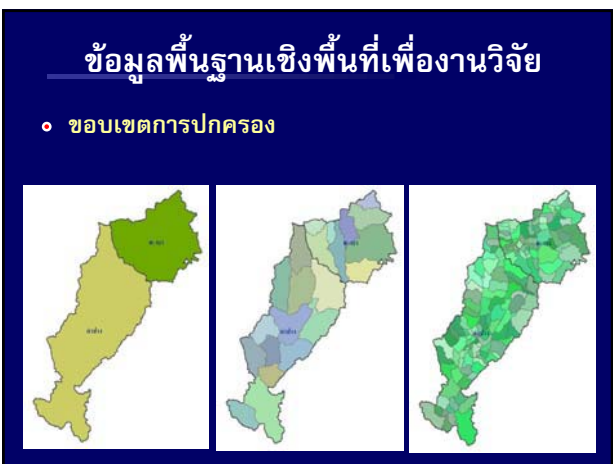 ข้อมูลพื้นฐานเชิงพื้นที่เพื่องานวิจัย
ขอบเขตการปกครอง